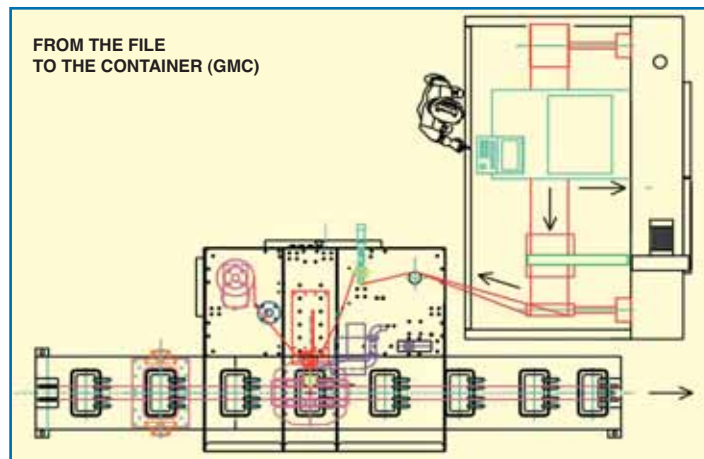 FROM THE FILE
TO THE CONTAINER (GMC)